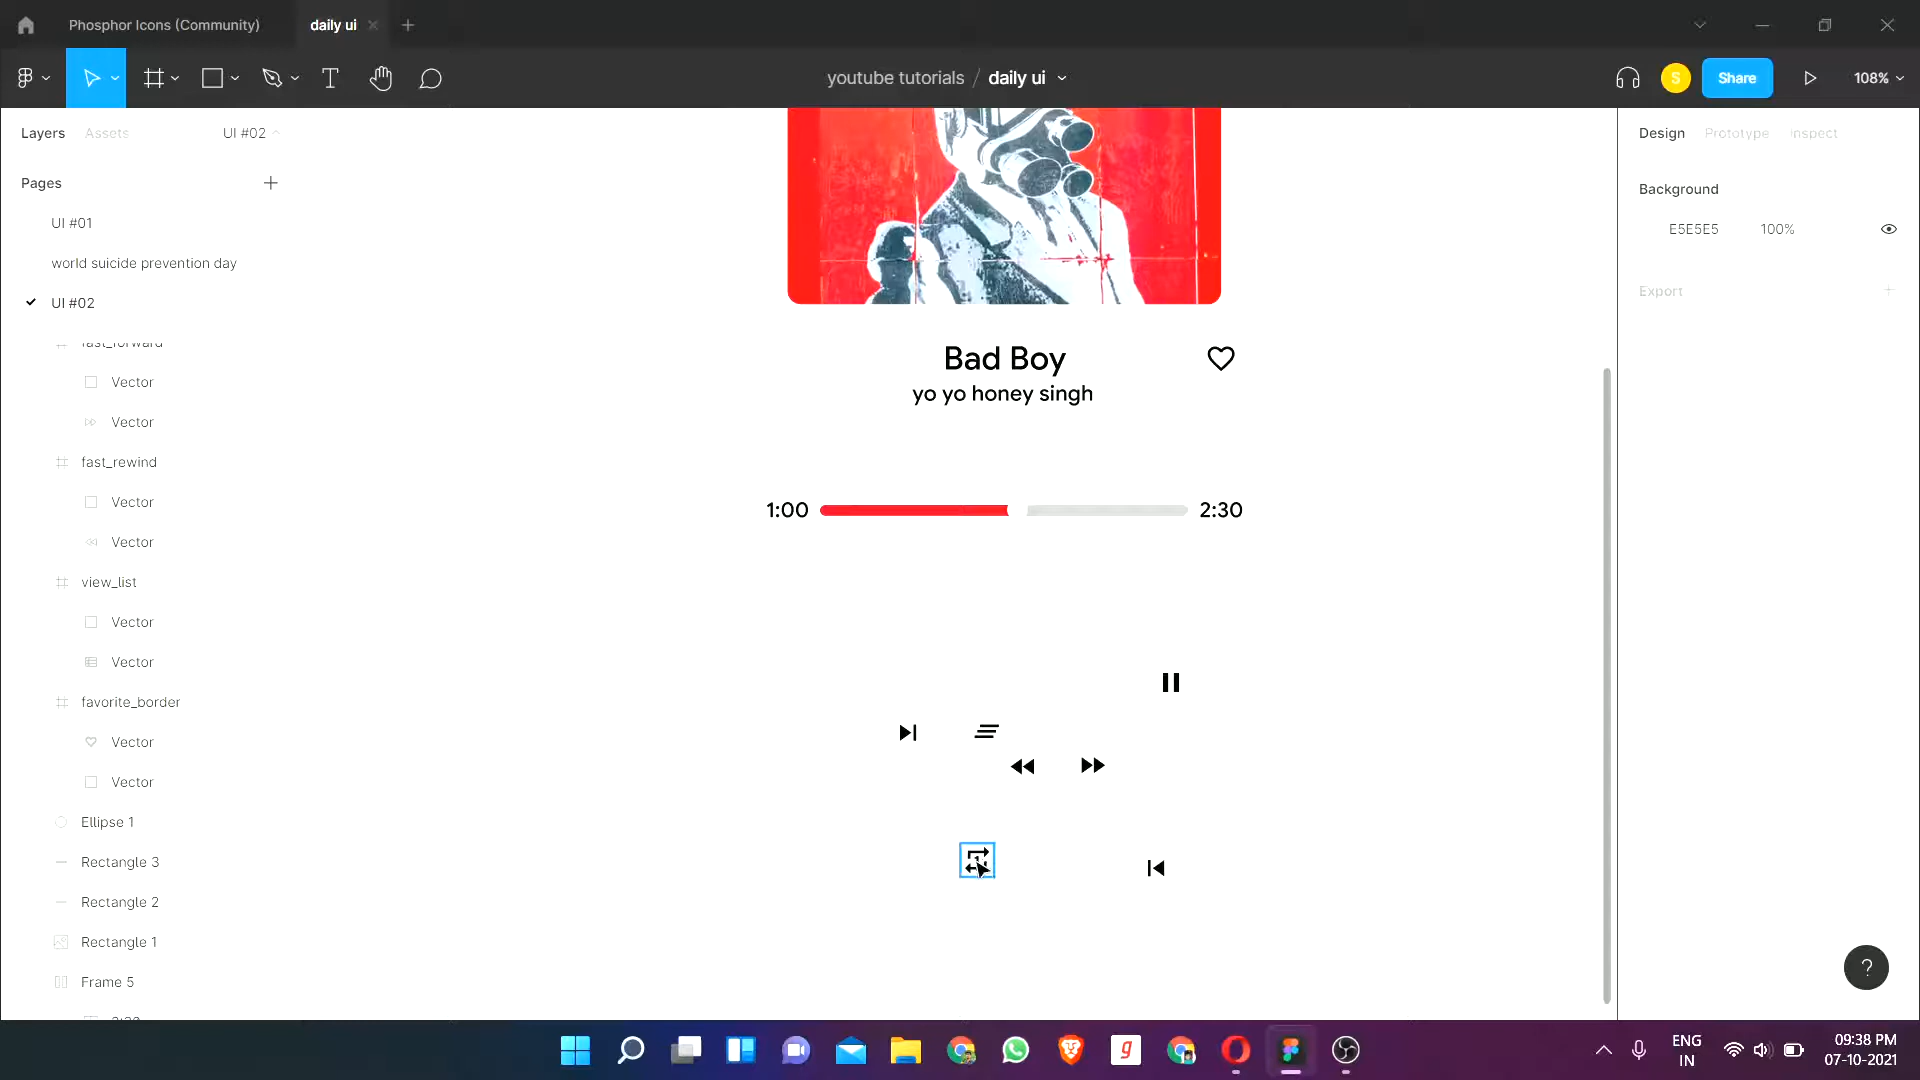 Phosphor Icons (Community)
daily ui
youtube tutorials / daily ui
S
Share
108%
Layers
Assets
UI #02
Pages
UI #01
world suicide prevention day
UI #02
fast_forward
Vector
Vector
fast_rewind
Vector
Vector
view_list
Vector
Vector
favorite_border
Vector
Vector
Ellipse 1
Rectangle 3
Rectangle 2
Rectangle 1
Frame 5
2:30
Bad Boy
yo yo honey singh
1:00
2:30
Design
Prototype
Inspect
Background
E5E5E5
100%
Export
?
g
ENG
IN
09:38 PM
07-10-2021